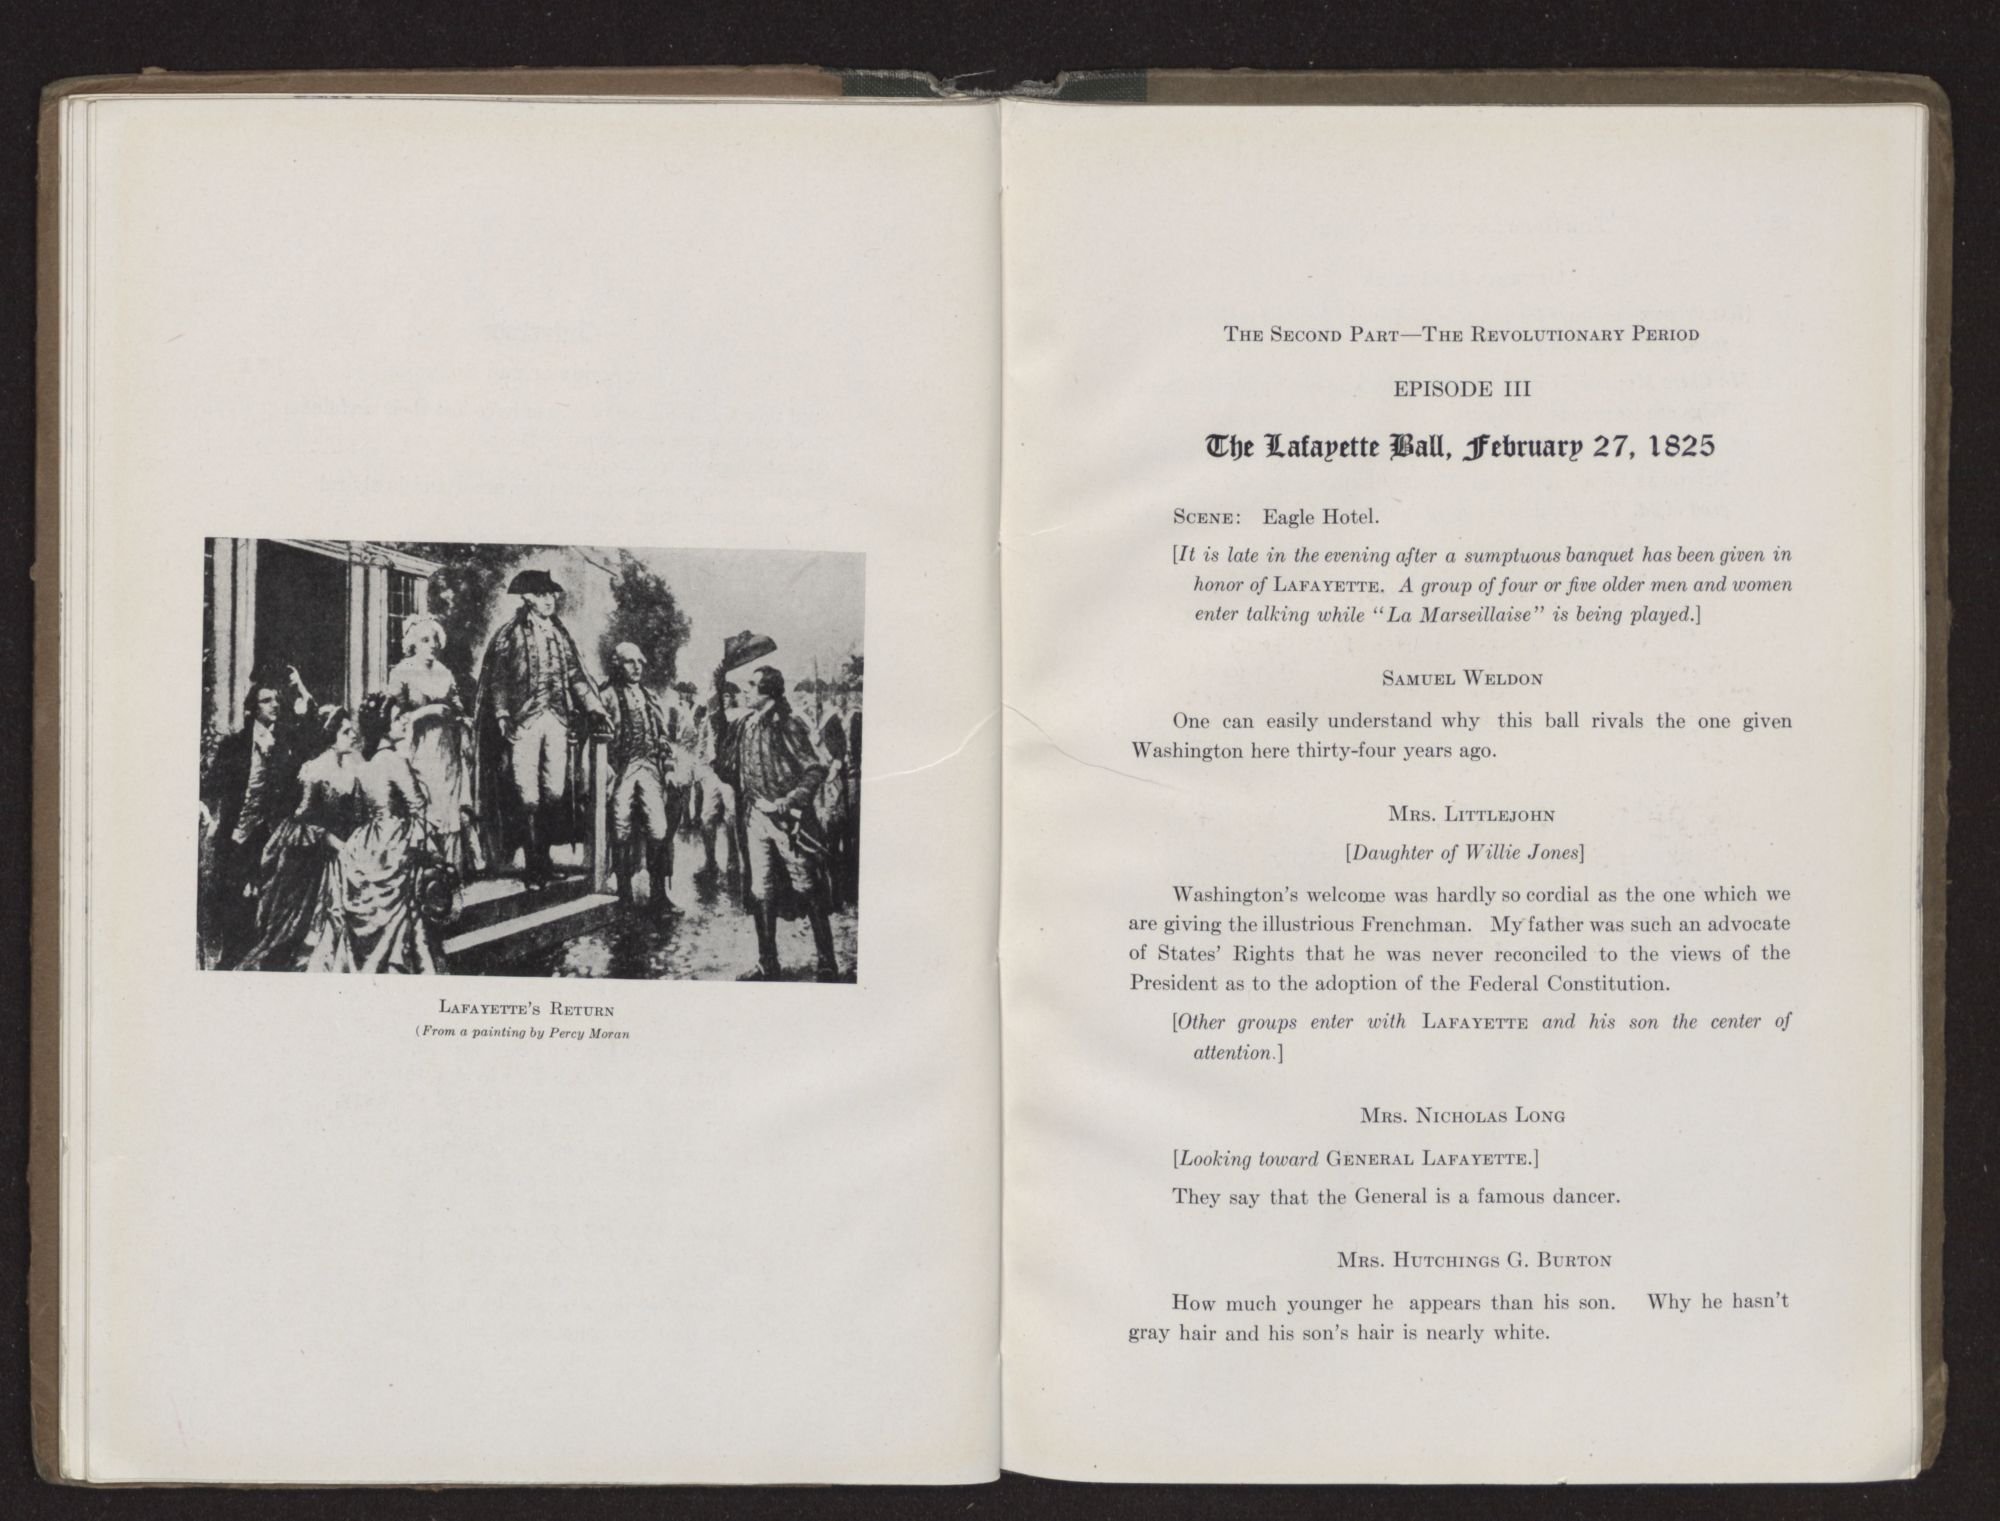 LAFAYETTE'S RETURN
(From a painting by Percy Moran
THE SECOND PART—THE REVOLUTIONARY PERIOD
EPISODE III
The Lafayette Ball, February 27, 1825
SCENE: Eagle Hotel.
[It is late in the evening after a sumptuous banquet has been given in
honor of LAFAYETTE. A group of four or five older men and women
enter talking while "La Marseillaise" is being played.]
SAMUEL WELDON
One can easily understand why this ball rivals the one given
Washington here thirty-four years ago.
MRS. LITTLEJOHN
[Daughter of Willie Jones]
Washington's welcome was hardly so cordial as the one which we
are giving the illustrious Frenchman. My father was such an advocate
of States' Rights that he was never reconciled to the views of the
President as to the adoption of the Federal Constitution.
[Other groups enter with LAFAYETTE and his son the center of
attention.]
MRS. NICHOLAS LONG
[Looking toward GENERAL LAFAYETTE.]
They say that the General is a famous dancer.
MRS. HUTCHINGS G. BURTON
How much younger he appears than his son. Why he hasn't
gray hair and his son's hair is nearly white.